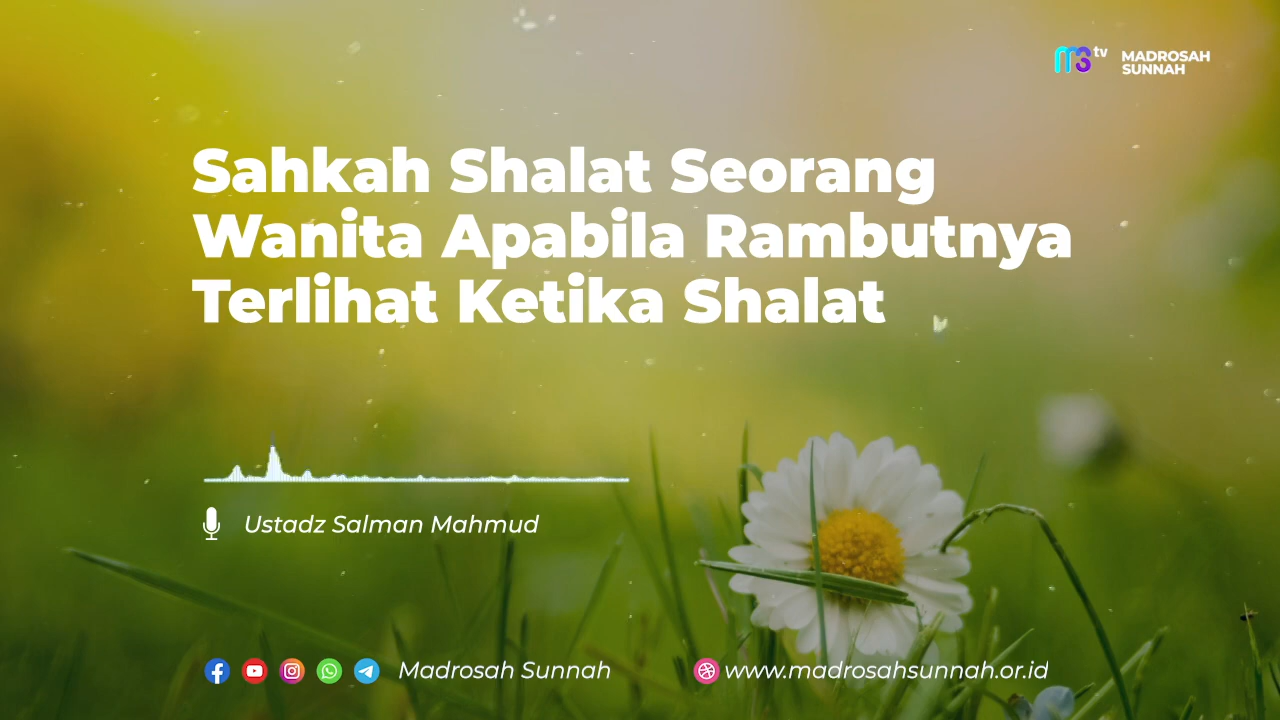 tv
MADROSAH
SUNNAH
Sahkah Shalat Seorang
Wanita Apabila Rambutnya
Terlihat Ketika Shalat
Ustadz Salman Mahmud
Madrosah Sunnah
www.madrosahsunnah.or.id